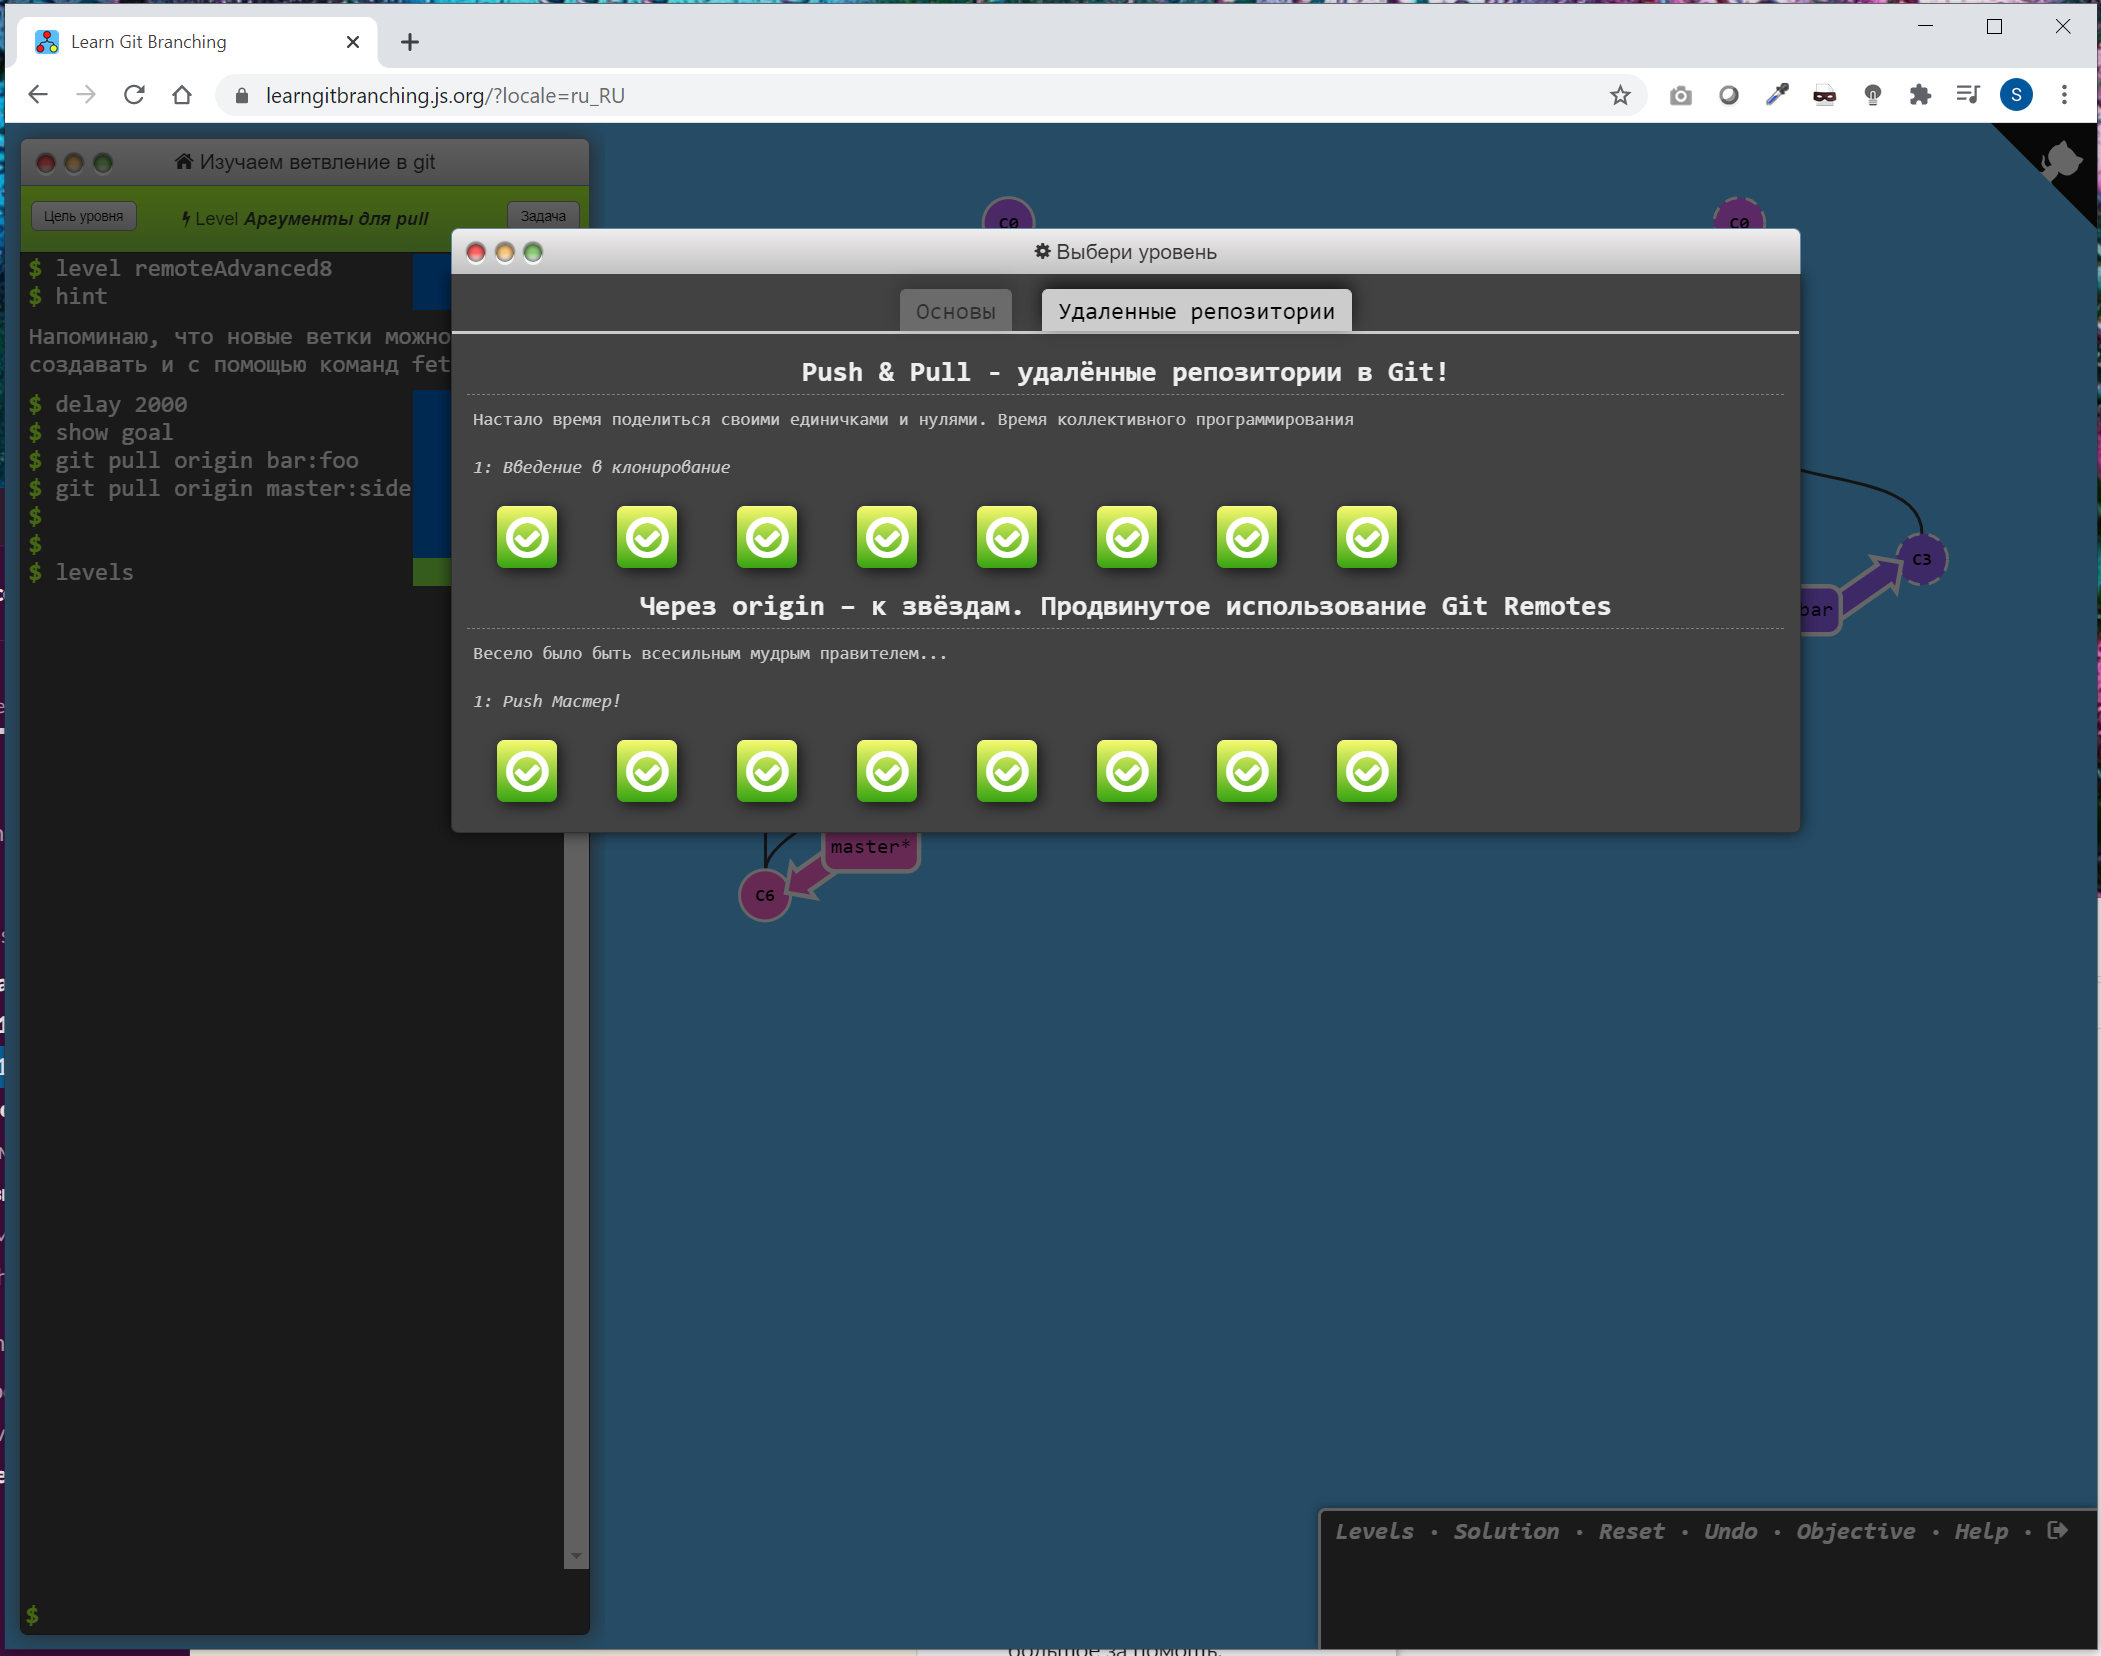 Learn Git Branching
learngitbranching.js.org/?locale=ru_RU
S
Изучаем ветвление в git
Цель уровня
Level Аргументы для pull
Задача
$ level remoteAdvanced8
$ hint
Напоминаю, что новые ветки можно
создавать и с помощью команд fet
$ delay 2000
$ show goal
$ git pull origin bar:foo
$ git pull origin master:side
$
$
$ levels
$
C0
C0
Выбери уровень
Основы
Удаленные репозитории
Push & Pull - удалённые репозитории в Git!
Настало время поделиться своими единичками и нулями. Время коллективного программирования
1: Введение в клонирование
Через origin – к звёздам. Продвинутое использование Git Remotes
Весело было быть всесильным мудрым правителем...
1: Push Мастер!
C3
bar
master*
C6
Levels • Solution • Reset • Undo • Objective • Help •
большое за помощь.